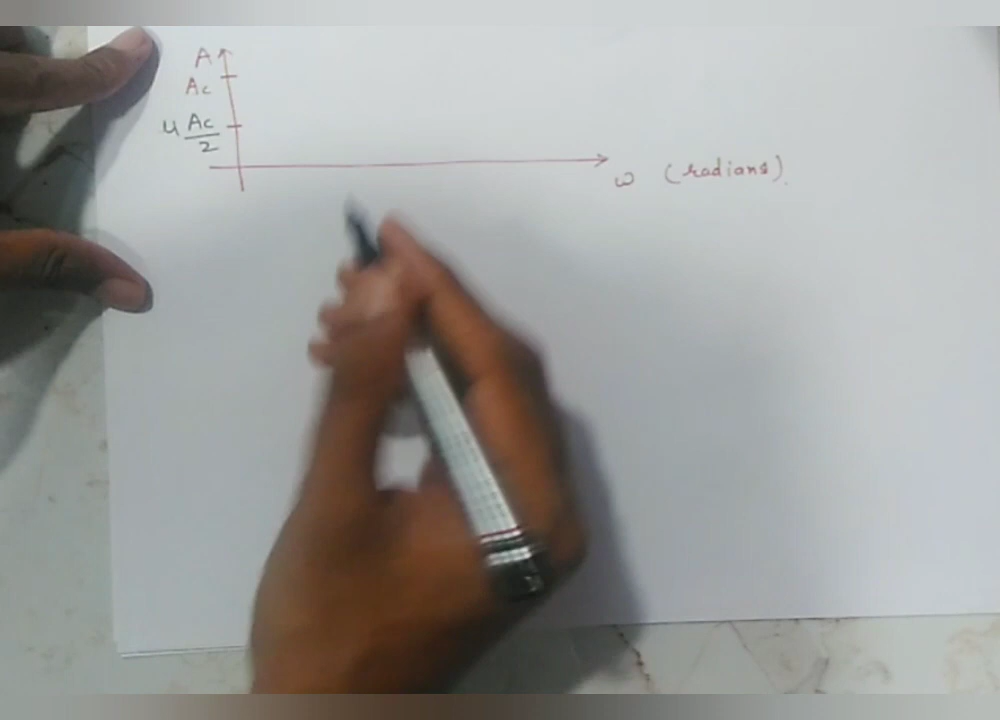 A
Ac
μ Ac/2
ω (radians).